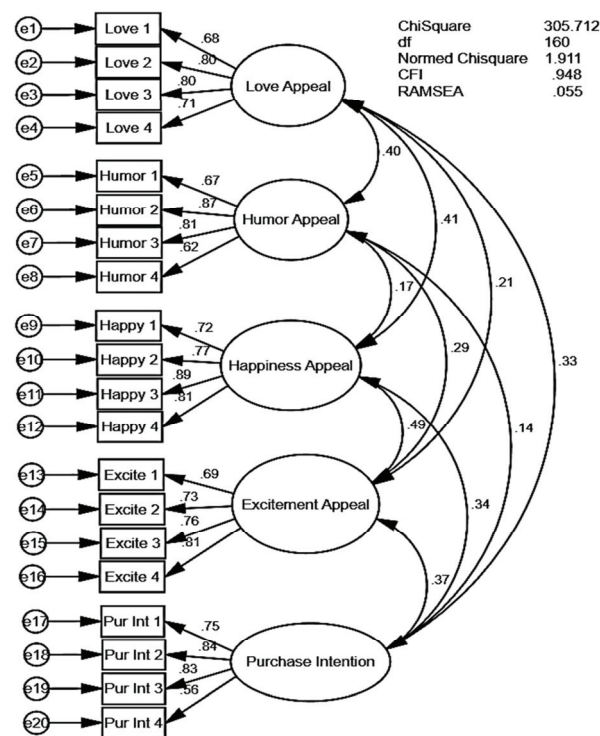 ChiSquare 305.712
df 160
Normed Chisquare 1.911
CFI .948
RAMSEA .055
e1 Love 1 .68
e2 Love 2 .80
e3 Love 3 .80
e4 Love 4 .71
Love Appeal
.40
e5 Humor 1 .67
e6 Humor 2 .87
e7 Humor 3 .81
e8 Humor 4 .62
Humor Appeal
.41
.21
.17
e9 Happy 1 .72
e10 Happy 2 .77
e11 Happy 3 .89
e12 Happy 4 .81
Happiness Appeal
.29
.33
.49
.14
e13 Excite 1 .69
e14 Excite 2 .73
e15 Excite 3 .76
e16 Excite 4 .81
Excitement Appeal
.34
.37
e17 Pur Int 1 .75
e18 Pur Int 2 .84
e19 Pur Int 3 .83
e20 Pur Int 4 .56
Purchase Intention